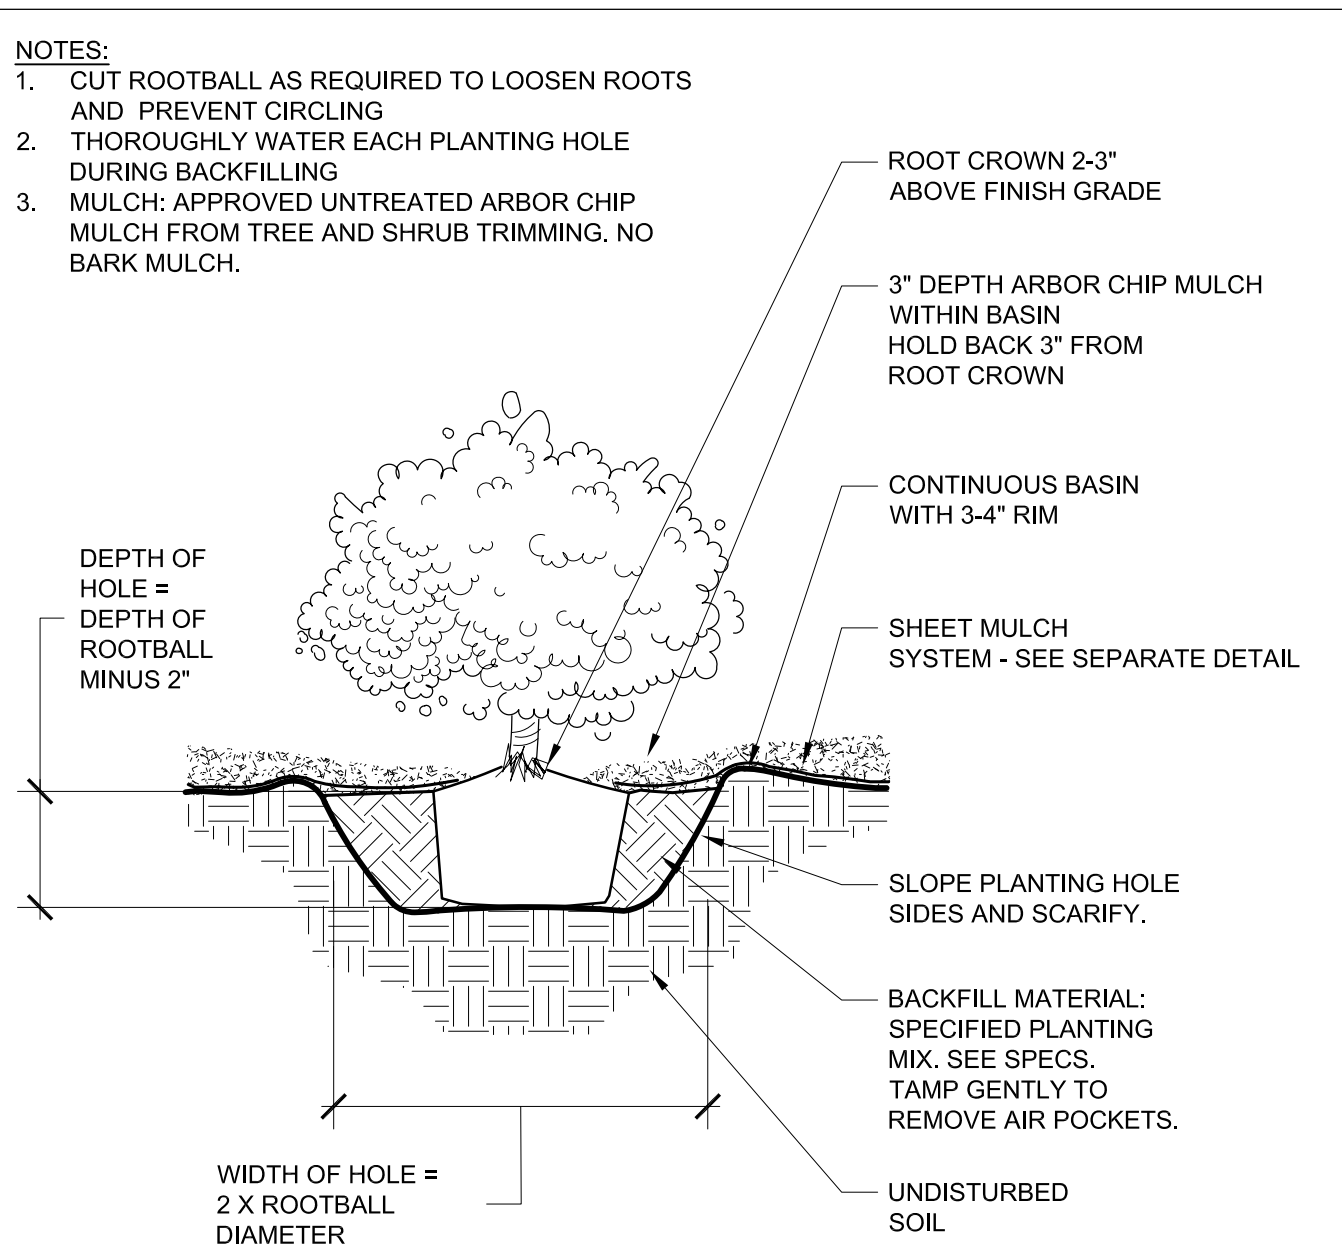 NOTES:
1. CUT ROOTBALL AS REQUIRED TO LOOSEN ROOTS
AND PREVENT CIRCLING
2. THOROUGHLY WATER EACH PLANTING HOLE
DURING BACKFILLING
3. MULCH: APPROVED UNTREATED ARBOR CHIP
MULCH FROM TREE AND SHRUB TRIMMING. NO
BARK MULCH.
ROOT CROWN 2-3"
ABOVE FINISH GRADE
3" DEPTH ARBOR CHIP MULCH
WITHIN BASIN
HOLD BACK 3" FROM
ROOT CROWN
CONTINUOUS BASIN
WITH 3-4" RIM
DEPTH OF
HOLE =
DEPTH OF
ROOTBALL
MINUS 2"
SHEET MULCH
SYSTEM - SEE SEPARATE DETAIL
SLOPE PLANTING HOLE
SIDES AND SCARIFY.
BACKFILL MATERIAL:
SPECIFIED PLANTING
MIX. SEE SPECS.
TAMP GENTLY TO
REMOVE AIR POCKETS.
WIDTH OF HOLE =
2 X ROOTBALL
DIAMETER
UNDISTURBED
SOIL